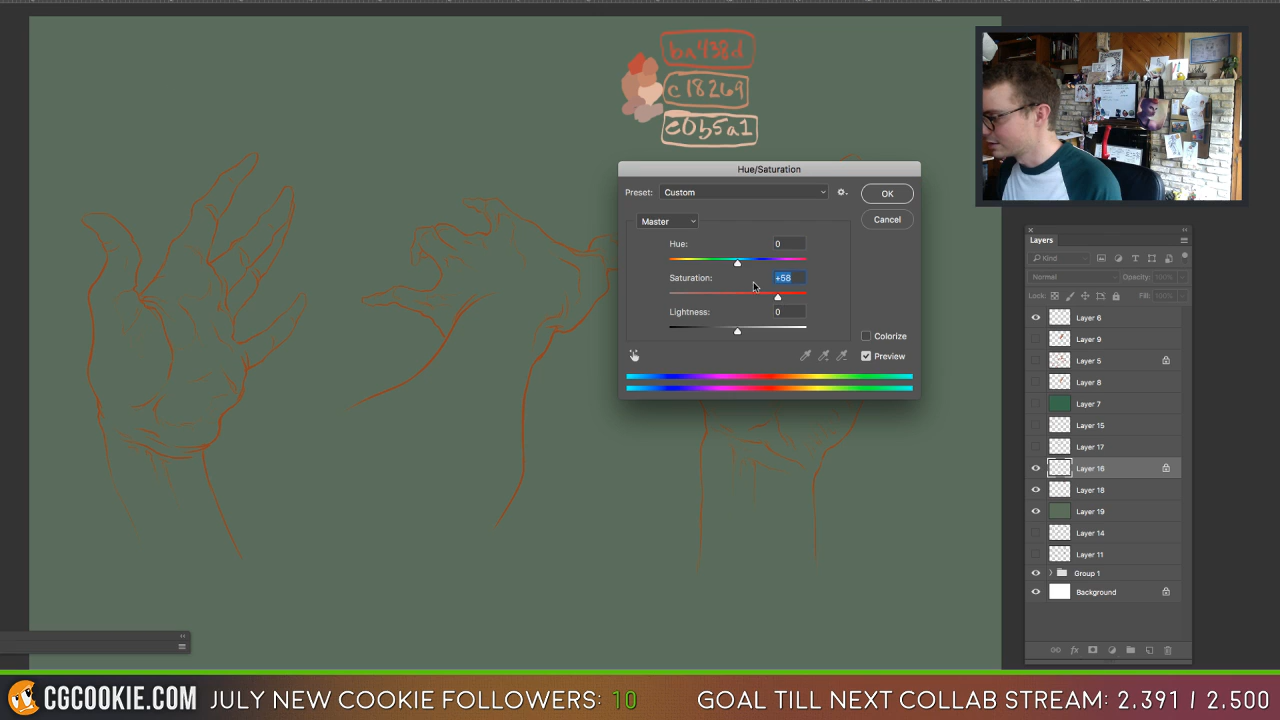 ba438d
c18269
e0b5a1
Hue/Saturation
Preset: Custom
OK
Master
Cancel
Hue: 0
Saturation: +58
Lightness: 0
Colorize
Preview
Layers
Kind
Normal Opacity: 100%
Lock: Fill: 100%
Layer 6
Layer 9
Layer 5
Layer 8
Layer 7
Layer 15
Layer 17
Layer 16
Layer 18
Layer 19
Layer 14
Layer 11
Group 1
Background
fx
CGCOOKIE.COM JULY NEW COOKIE FOLLOWERS: 10 GOAL TILL NEXT COLLAB STREAM: 2.391 / 2.500